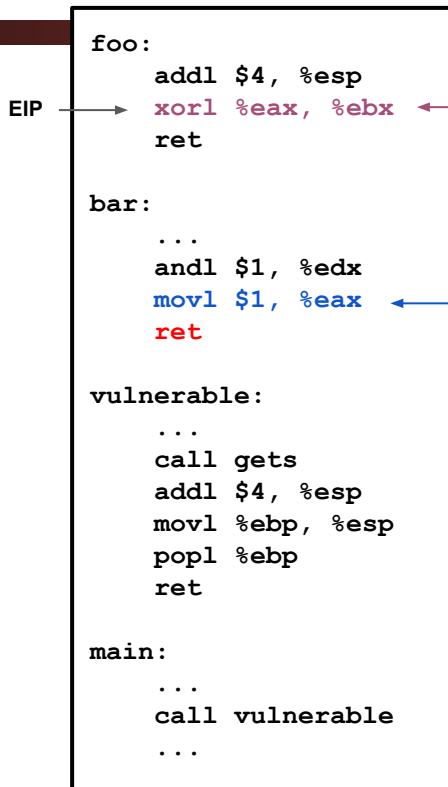 foo:
addl $4, %esp
EIP xorl %eax, %ebx
ret
bar:
...
andl $1, %edx
movl $1, %eax
ret
vulnerable:
...
call gets
addl $4, %esp
movl %ebp, %esp
popl %ebp
ret
main:
...
call vulnerable
...